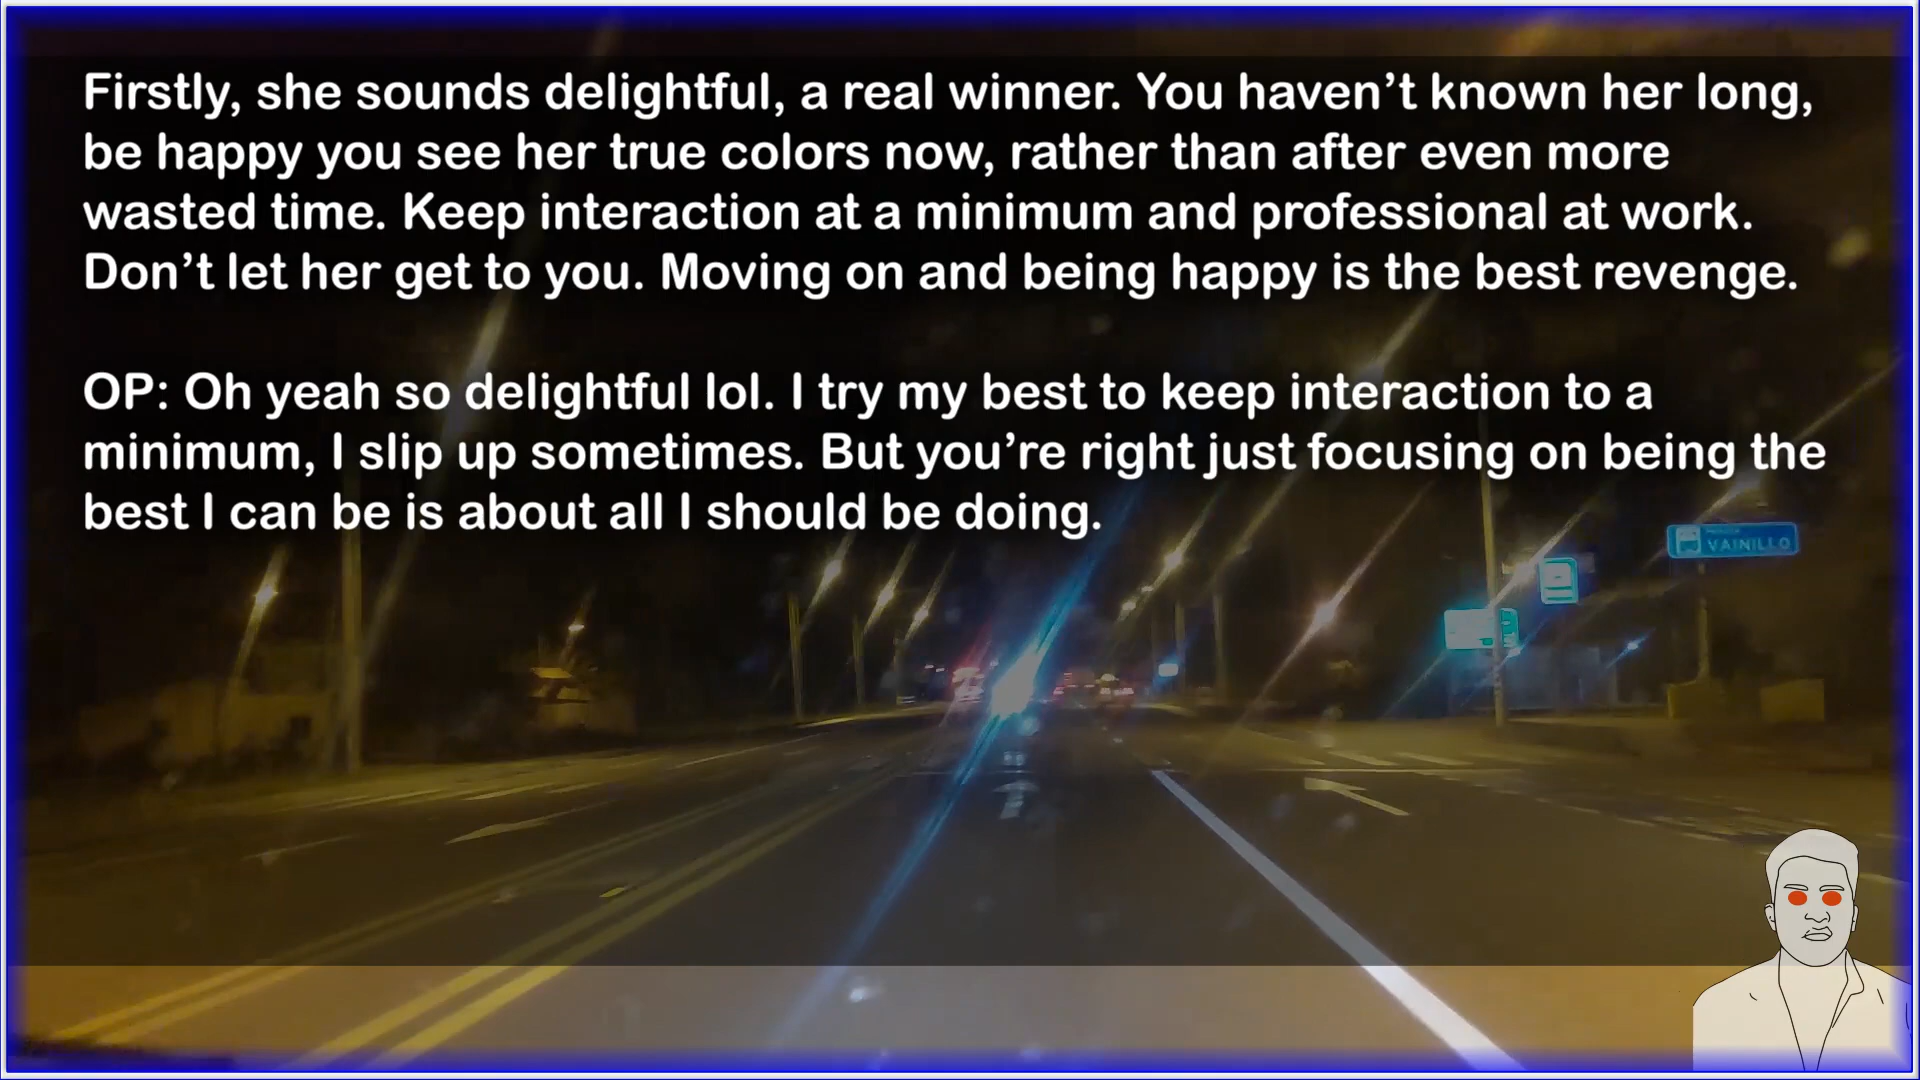 Firstly, she sounds delightful, a real winner. You haven’t known her long,
be happy you see her true colors now, rather than after even more
wasted time. Keep interaction at a minimum and professional at work.
Don’t let her get to you. Moving on and being happy is the best revenge.
OP: Oh yeah so delightful lol. I try my best to keep interaction to a
minimum, I slip up sometimes. But you’re right just focusing on being the
best I can be is about all I should be doing.
VAINILLO